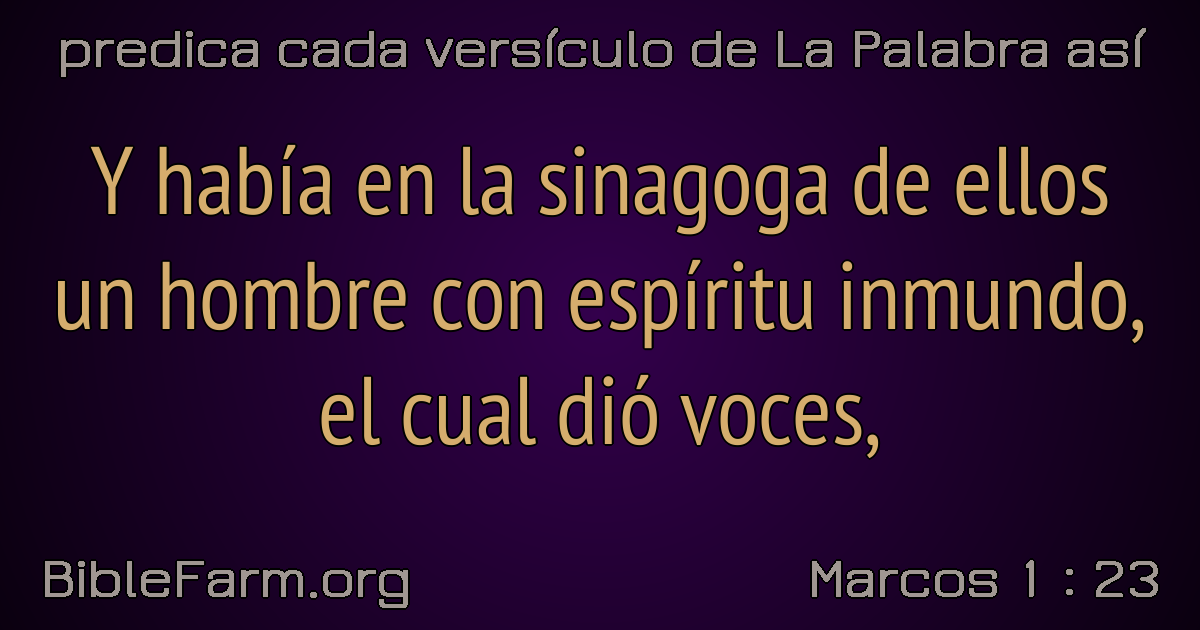 predica cada versículo de La Palabra así
Y había en la sinagoga de ellos
un hombre con espíritu inmundo,
el cual dió voces,
BibleFarm.org
Marcos 1 : 23